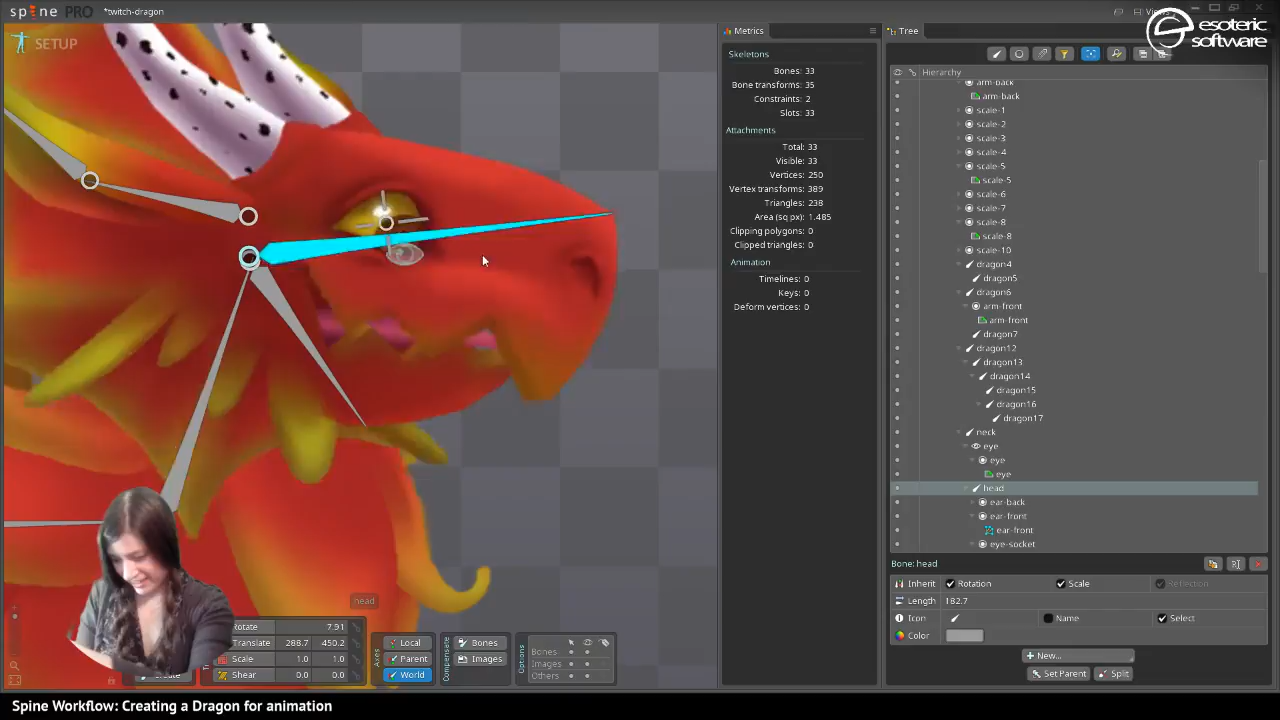 spine PRO *twitch-dragon
Views
esoteric software
SETUP
Metrics
Skeletons
Bones: 33
Bone transforms: 35
Constraints: 2
Slots: 33
Attachments
Total: 33
Visible: 33
Vertices: 250
Vertex transforms: 389
Triangles: 238
Area (sq px): 1.485
Clipping polygons: 0
Clipped triangles: 0
Animation
Timelines: 0
Keys: 0
Deform vertices: 0
Tree
Hierarchy
arm-back
arm-back
scale-1
scale-2
scale-3
scale-4
scale-5
scale-5
scale-6
scale-7
scale-8
scale-8
scale-10
dragon4
dragon5
dragon6
arm-front
arm-front
dragon7
dragon12
dragon13
dragon14
dragon15
dragon16
dragon17
neck
eye
eye
eye
head
ear-back
ear-front
ear-front
eye-socket
Bone: head
Inherit Rotation Scale Reflection
Length 182.7
Icon Name Select
Color
New...
Set Parent Split
head
Rotate 7.91
Translate 288.7 450.2
Scale 1.0 1.0
Shear 0.0 0.0
Create
Axes
Local
Parent
World
Compensate
Bones
Images
Options
Bones
Images
Others
Spine Workflow: Creating a Dragon for animation